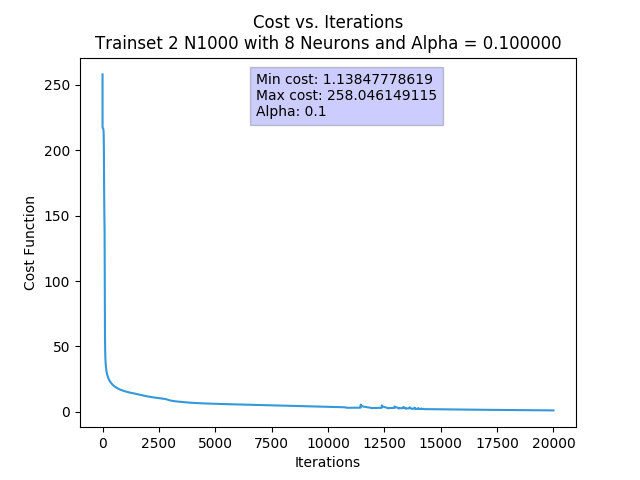 Cost vs. Iterations
Trainset 2 N1000 with 8 Neurons and Alpha = 0.100000
Min cost: 1.13847778619
Max cost: 258.046149115
Alpha: 0.1
Cost Function
250
200
150
100
50
0
0 2500 5000 7500 10000 12500 15000 17500 20000
Iterations